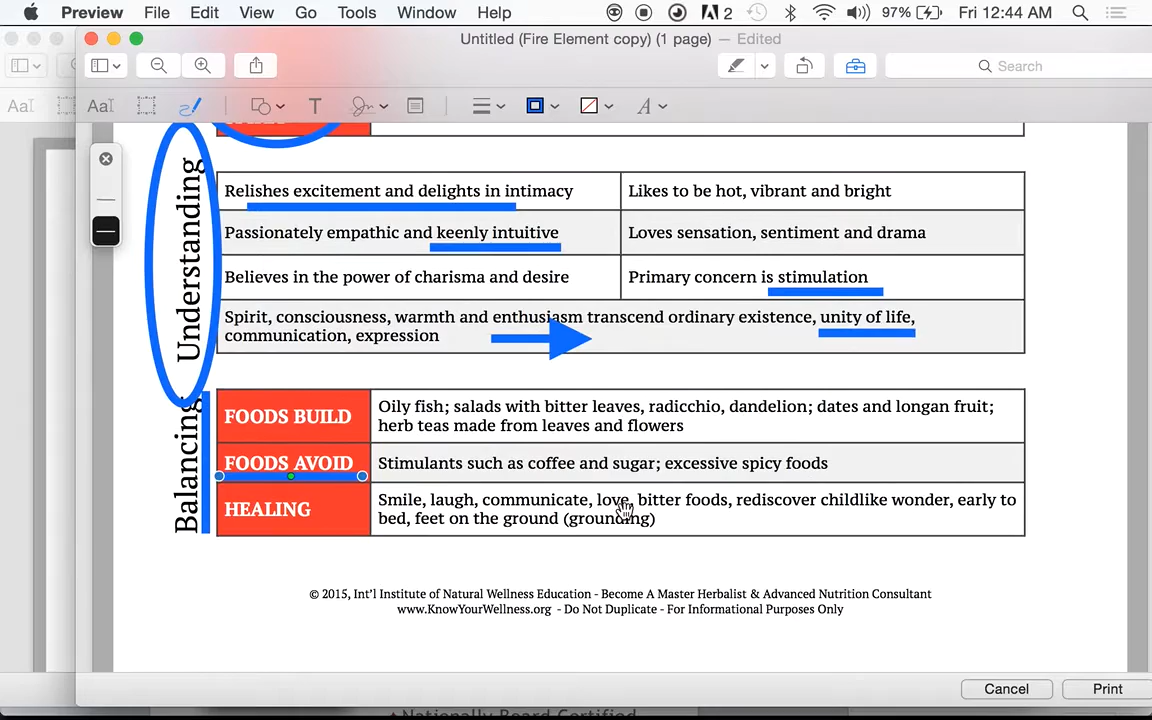 Preview File Edit View Go Tools Window Help 2 97% Fri 12:44 AM
Untitled (Fire Element copy) (1 page) — Edited
Search
AaI AaI T A
Understanding
Relishes excitement and delights in intimacy
Likes to be hot, vibrant and bright
Passionately empathic and keenly intuitive
Loves sensation, sentiment and drama
Believes in the power of charisma and desire
Primary concern is stimulation
Spirit, consciousness, warmth and enthusiasm transcend ordinary existence, unity of life,
communication, expression
Balancing
FOODS BUILD
Oily fish; salads with bitter leaves, radicchio, dandelion; dates and longan fruit;
herb teas made from leaves and flowers
FOODS AVOID
Stimulants such as coffee and sugar; excessive spicy foods
HEALING
Smile, laugh, communicate, love, bitter foods, rediscover childlike wonder, early to
bed, feet on the ground (grounding)
© 2015, Int'l Institute of Natural Wellness Education - Become A Master Herbalist & Advanced Nutrition Consultant
www.KnowYourWellness.org - Do Not Duplicate - For Informational Purposes Only
Cancel Print
Nationally Board Certified